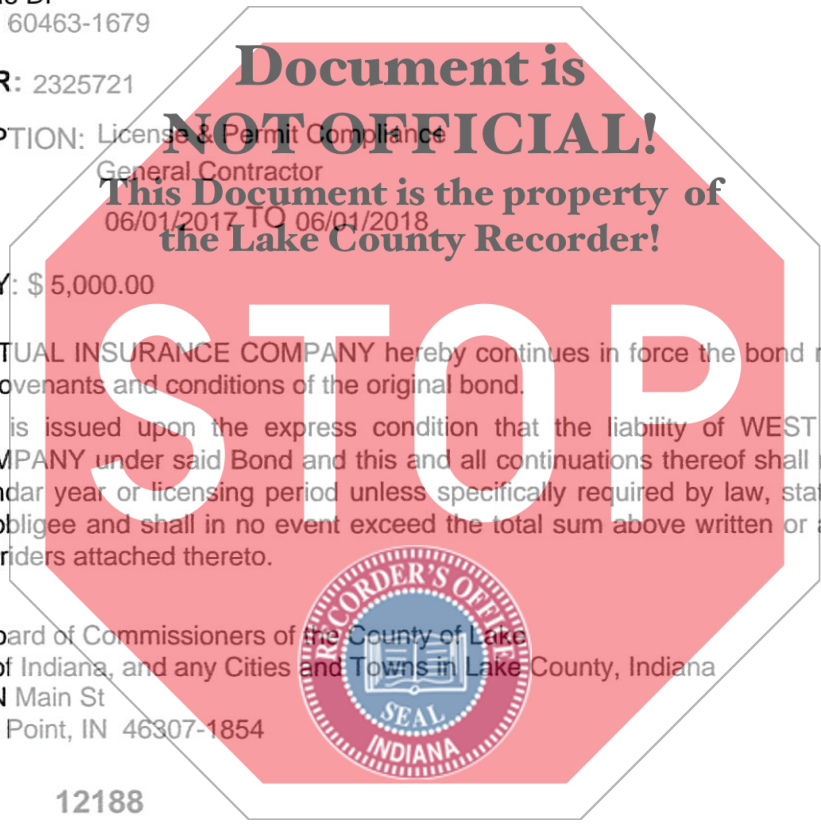 60463-1679
R: 2325721
PTION: License & Permit Compliance
General Contractor
06/01/2017 TO 06/01/2018
Y: $ 5,000.00
TUAL INSURANCE COMPANY hereby continues in force the bond
ovenants and conditions of the original bond.
is issued upon the express condition that the liability of WEST
MPANY under said Bond and this and all continuations thereof shall
dar year or licensing period unless specifically required by law, stat
obligee and shall in no event exceed the total sum above written or a
riders attached thereto.
oard of Commissioners of the County of Lake
of Indiana, and any Cities and Towns in Lake County, Indiana
N Main St
Point, IN 46307-1854
12188
Document is
NOT OFFICIAL!
This Document is the property of
the Lake County Recorder!
STOP
RECORDER'S OFFICE
SEAL
INDIANA